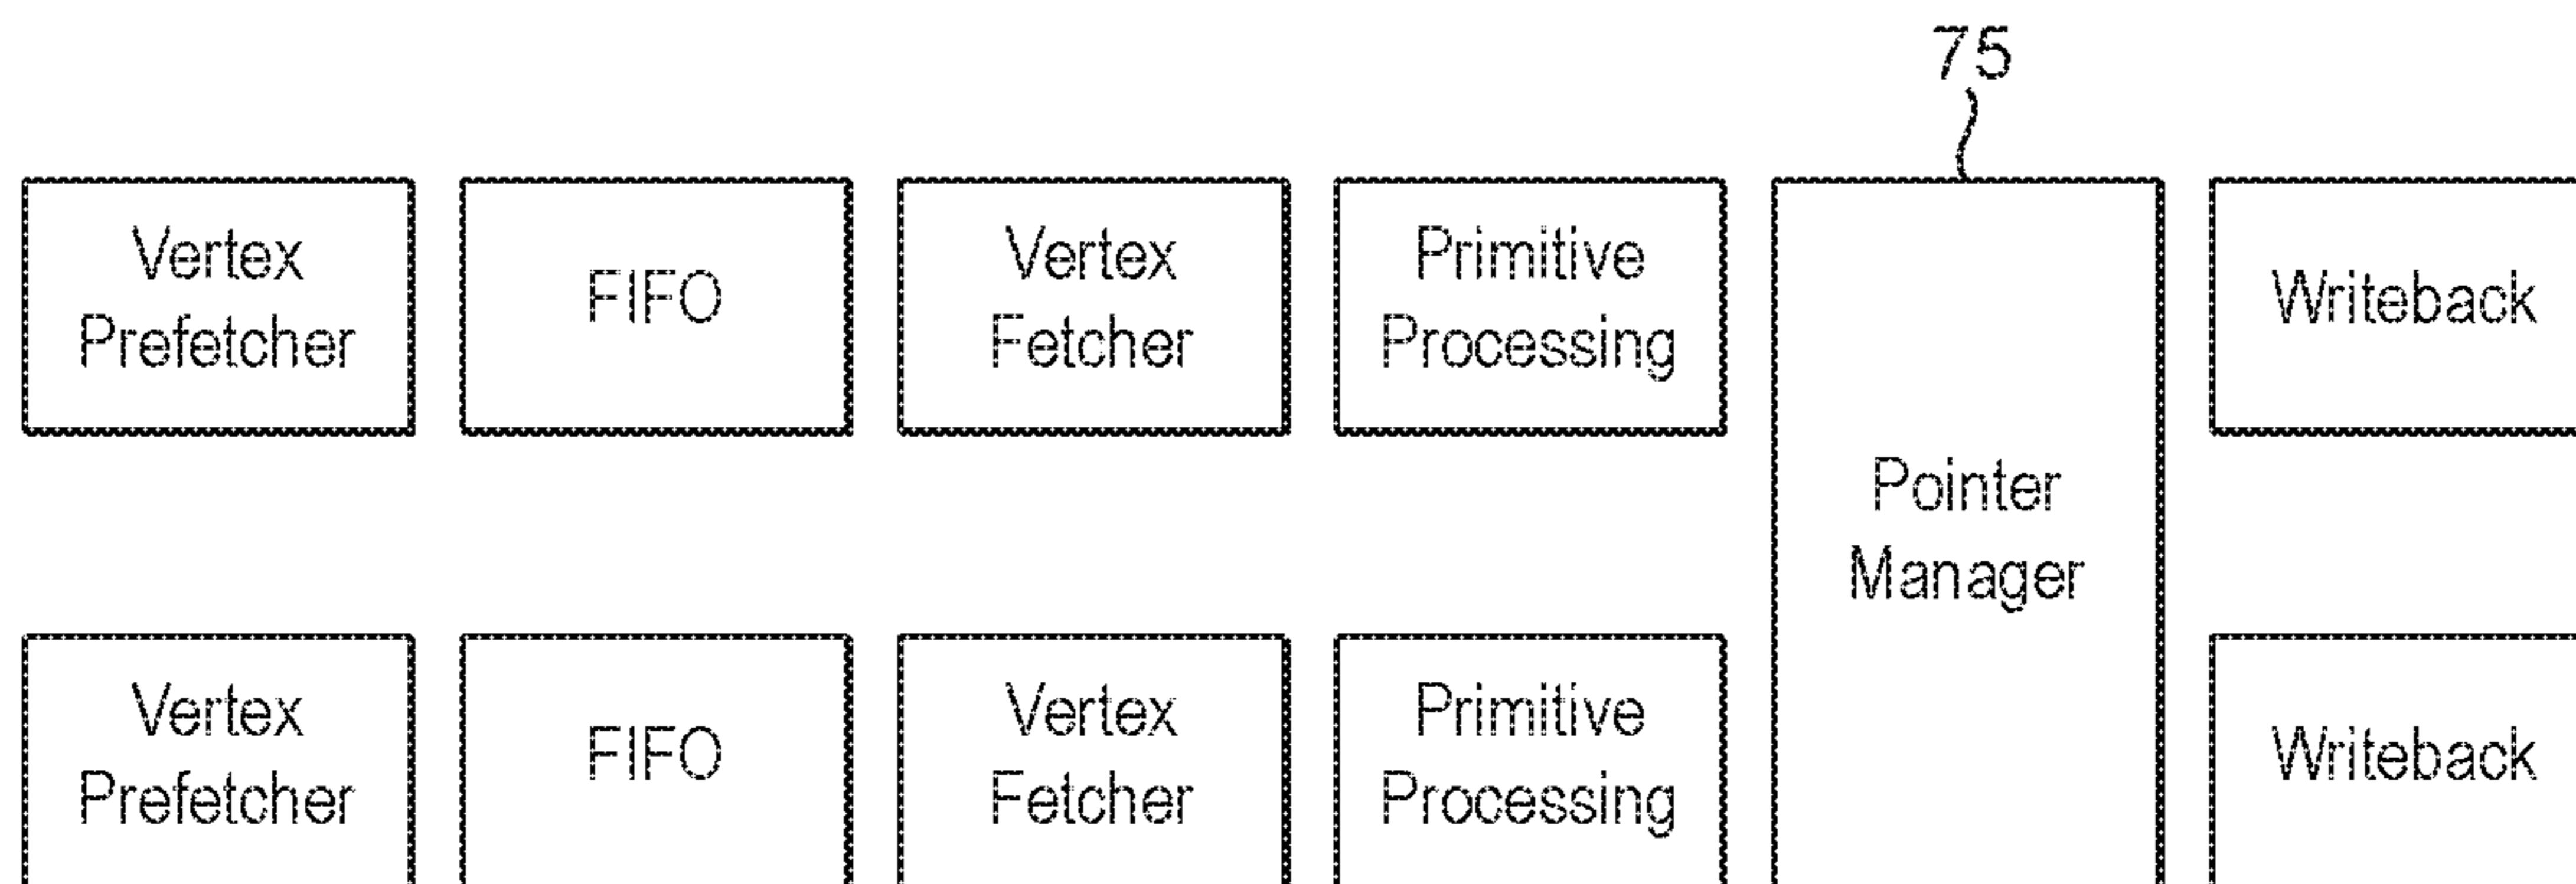 75
Vertex
Prefetcher
FIFO
Vertex
Fetcher
Primitive
Processing
Pointer
Manager
Writeback
Vertex
Prefetcher
FIFO
Vertex
Fetcher
Primitive
Processing
Writeback